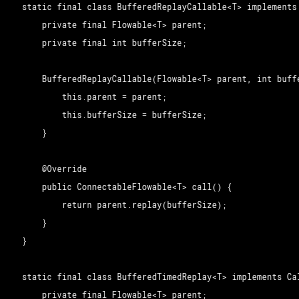 static final class BufferedReplayCallable<T> implements
private final Flowable<T> parent;
private final int bufferSize;
BufferedReplayCallable(Flowable<T> parent, int buffe
this.parent = parent;
this.bufferSize = bufferSize;
}
@Override
public ConnectableFlowable<T> call() {
return parent.replay(bufferSize);
}
}
static final class BufferedTimedReplay<T> implements Cal
private final Flowable<T> parent;